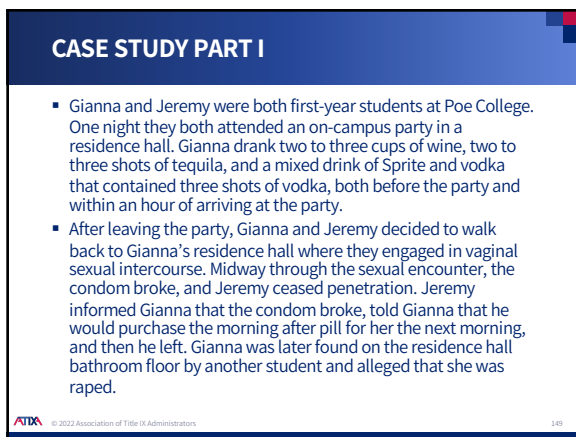 CASE STUDY PART I
▪ Gianna and Jeremy were both first-year students at Poe College.
One night they both attended an on-campus party in a
residence hall. Gianna drank two to three cups of wine, two to
three shots of tequila, and a mixed drink of Sprite and vodka
that contained three shots of vodka, both before the party and
within an hour of arriving at the party.
▪ After leaving the party, Gianna and Jeremy decided to walk
back to Gianna’s residence hall where they engaged in vaginal
sexual intercourse. Midway through the sexual encounter, the
condom broke, and Jeremy ceased penetration. Jeremy
informed Gianna that the condom broke, told Gianna that he
would purchase the morning after pill for her the next morning,
and then he left. Gianna was later found on the residence hall
bathroom floor by another student and alleged that she was
raped.
ATIXA © 2022 Association of Title IX Administrators 149